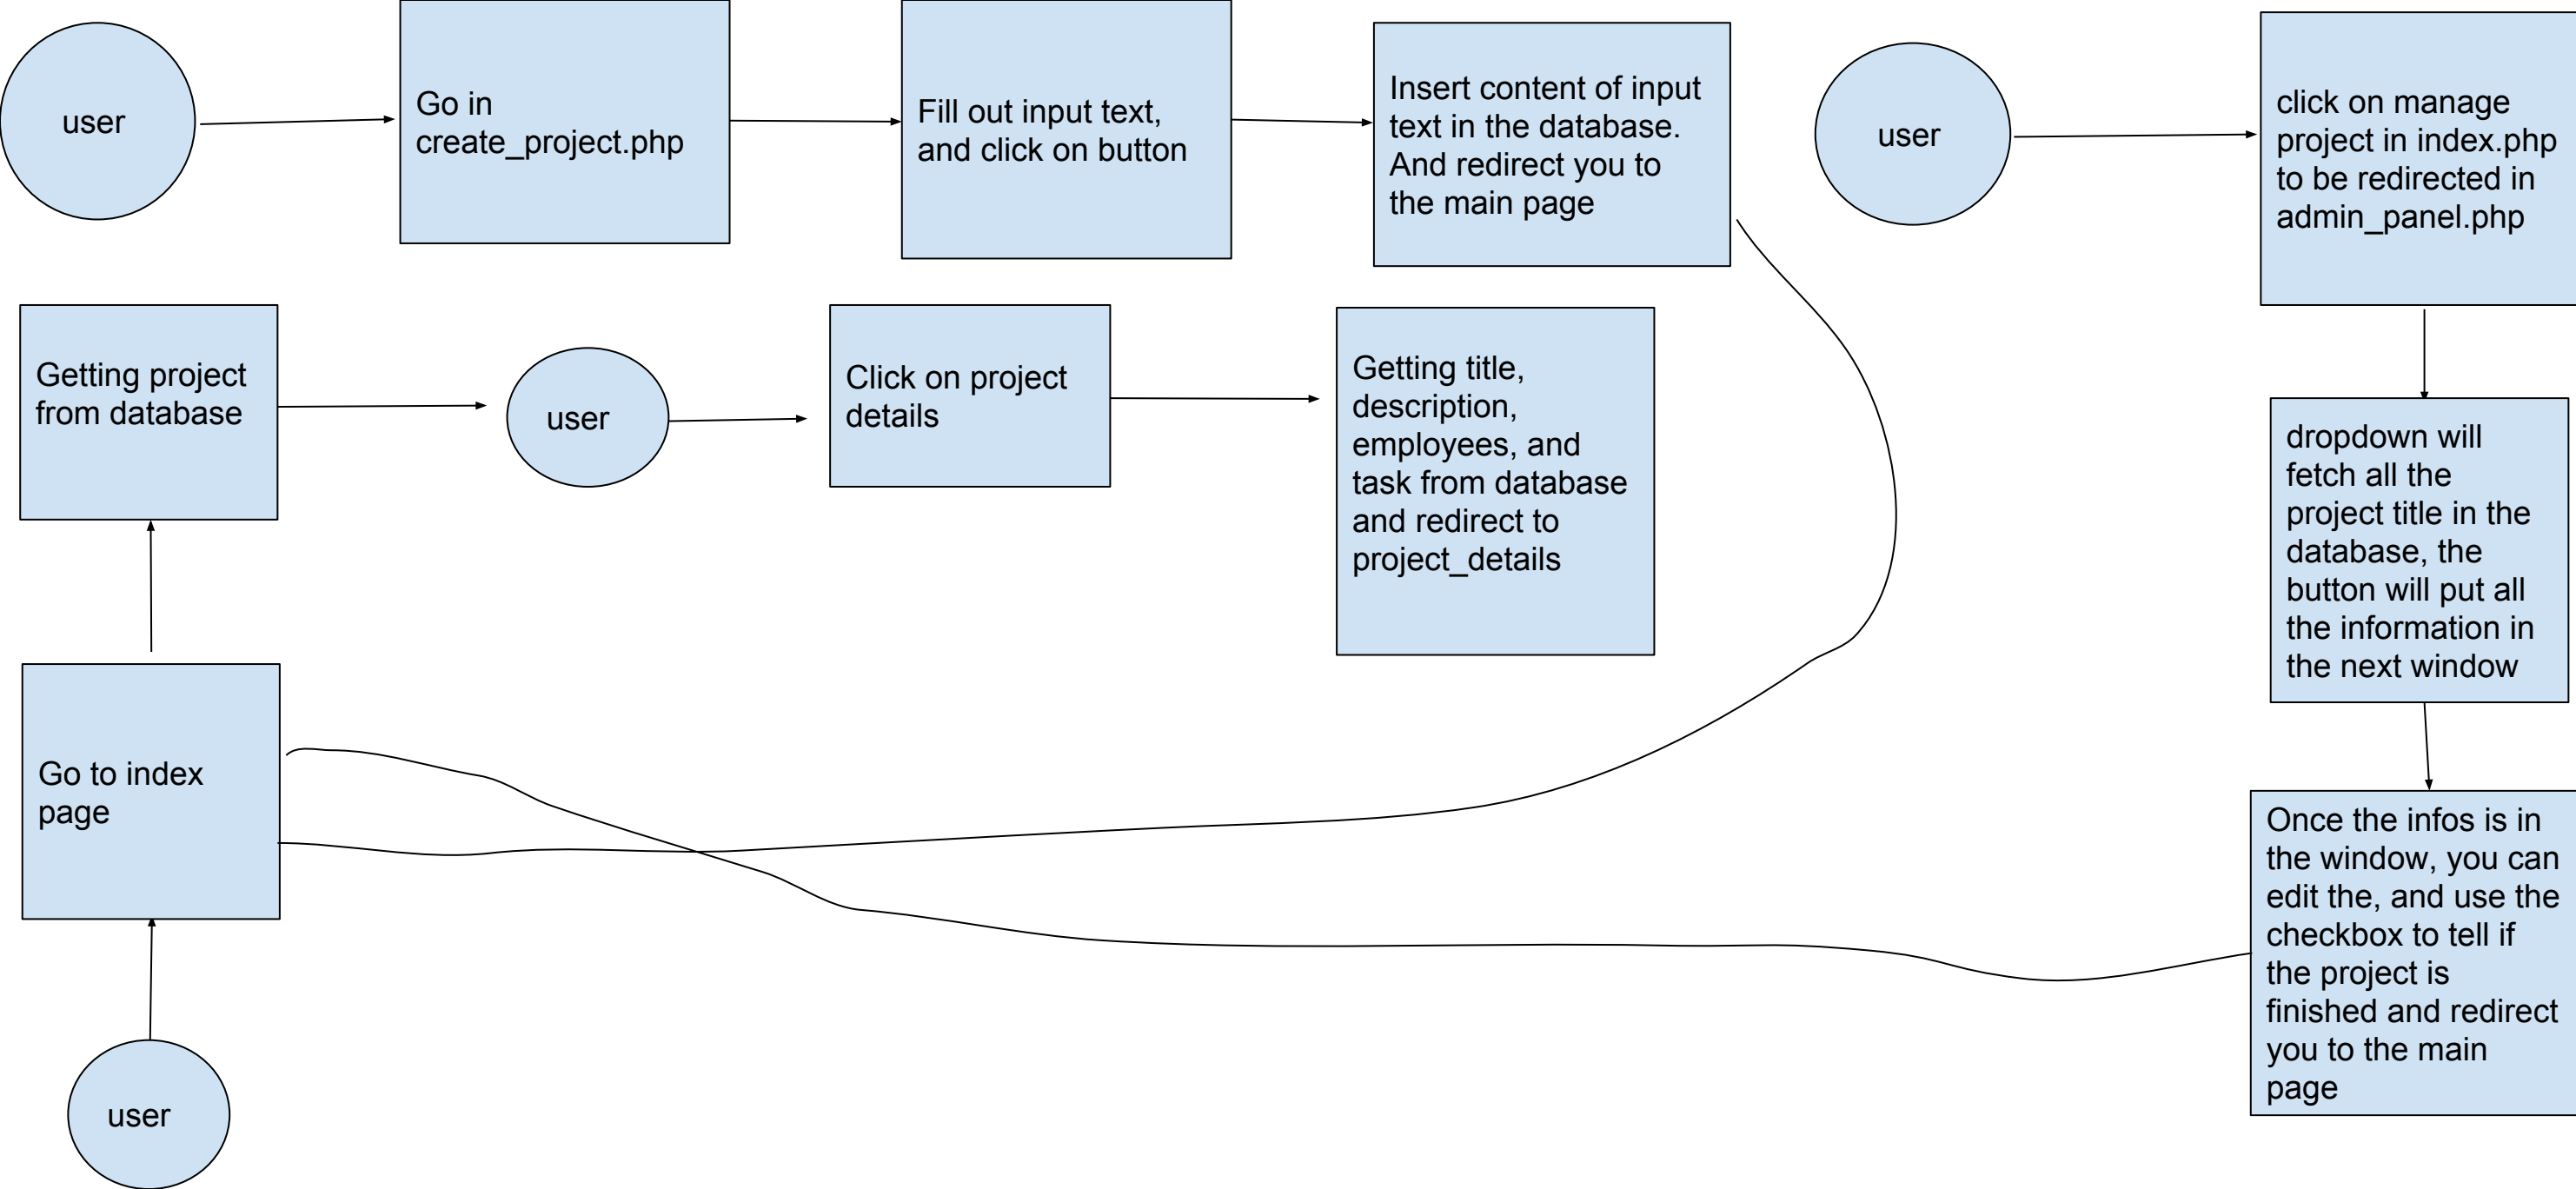 user
Go in
create_project.php
Fill out input text,
and click on button
Insert content of input
text in the database.
And redirect you to
the main page
user
click on manage
project in index.php
to be redirected in
admin_panel.php
Getting project
from database
user
Click on project
details
Getting title,
description,
employees, and
task from database
and redirect to
project_details
dropdown will
fetch all the
project title in the
database, the
button will put all
the information in
the next window
Go to index
page
Once the infos is in
the window, you can
edit the, and use the
checkbox to tell if
the project is
finished and redirect
you to the main
page
user